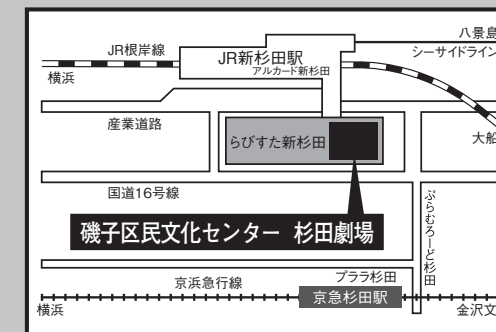 八景島
シーサイドライン
JR根岸線
JR新杉田駅
アルカード新杉田
横浜
産業道路
大船
らびすた新杉田
国道16号線
ぷらむろーど杉田
磯子区民文化センター 杉田劇場
京浜急行線
プララ杉田
京急杉田駅
横浜
金沢文